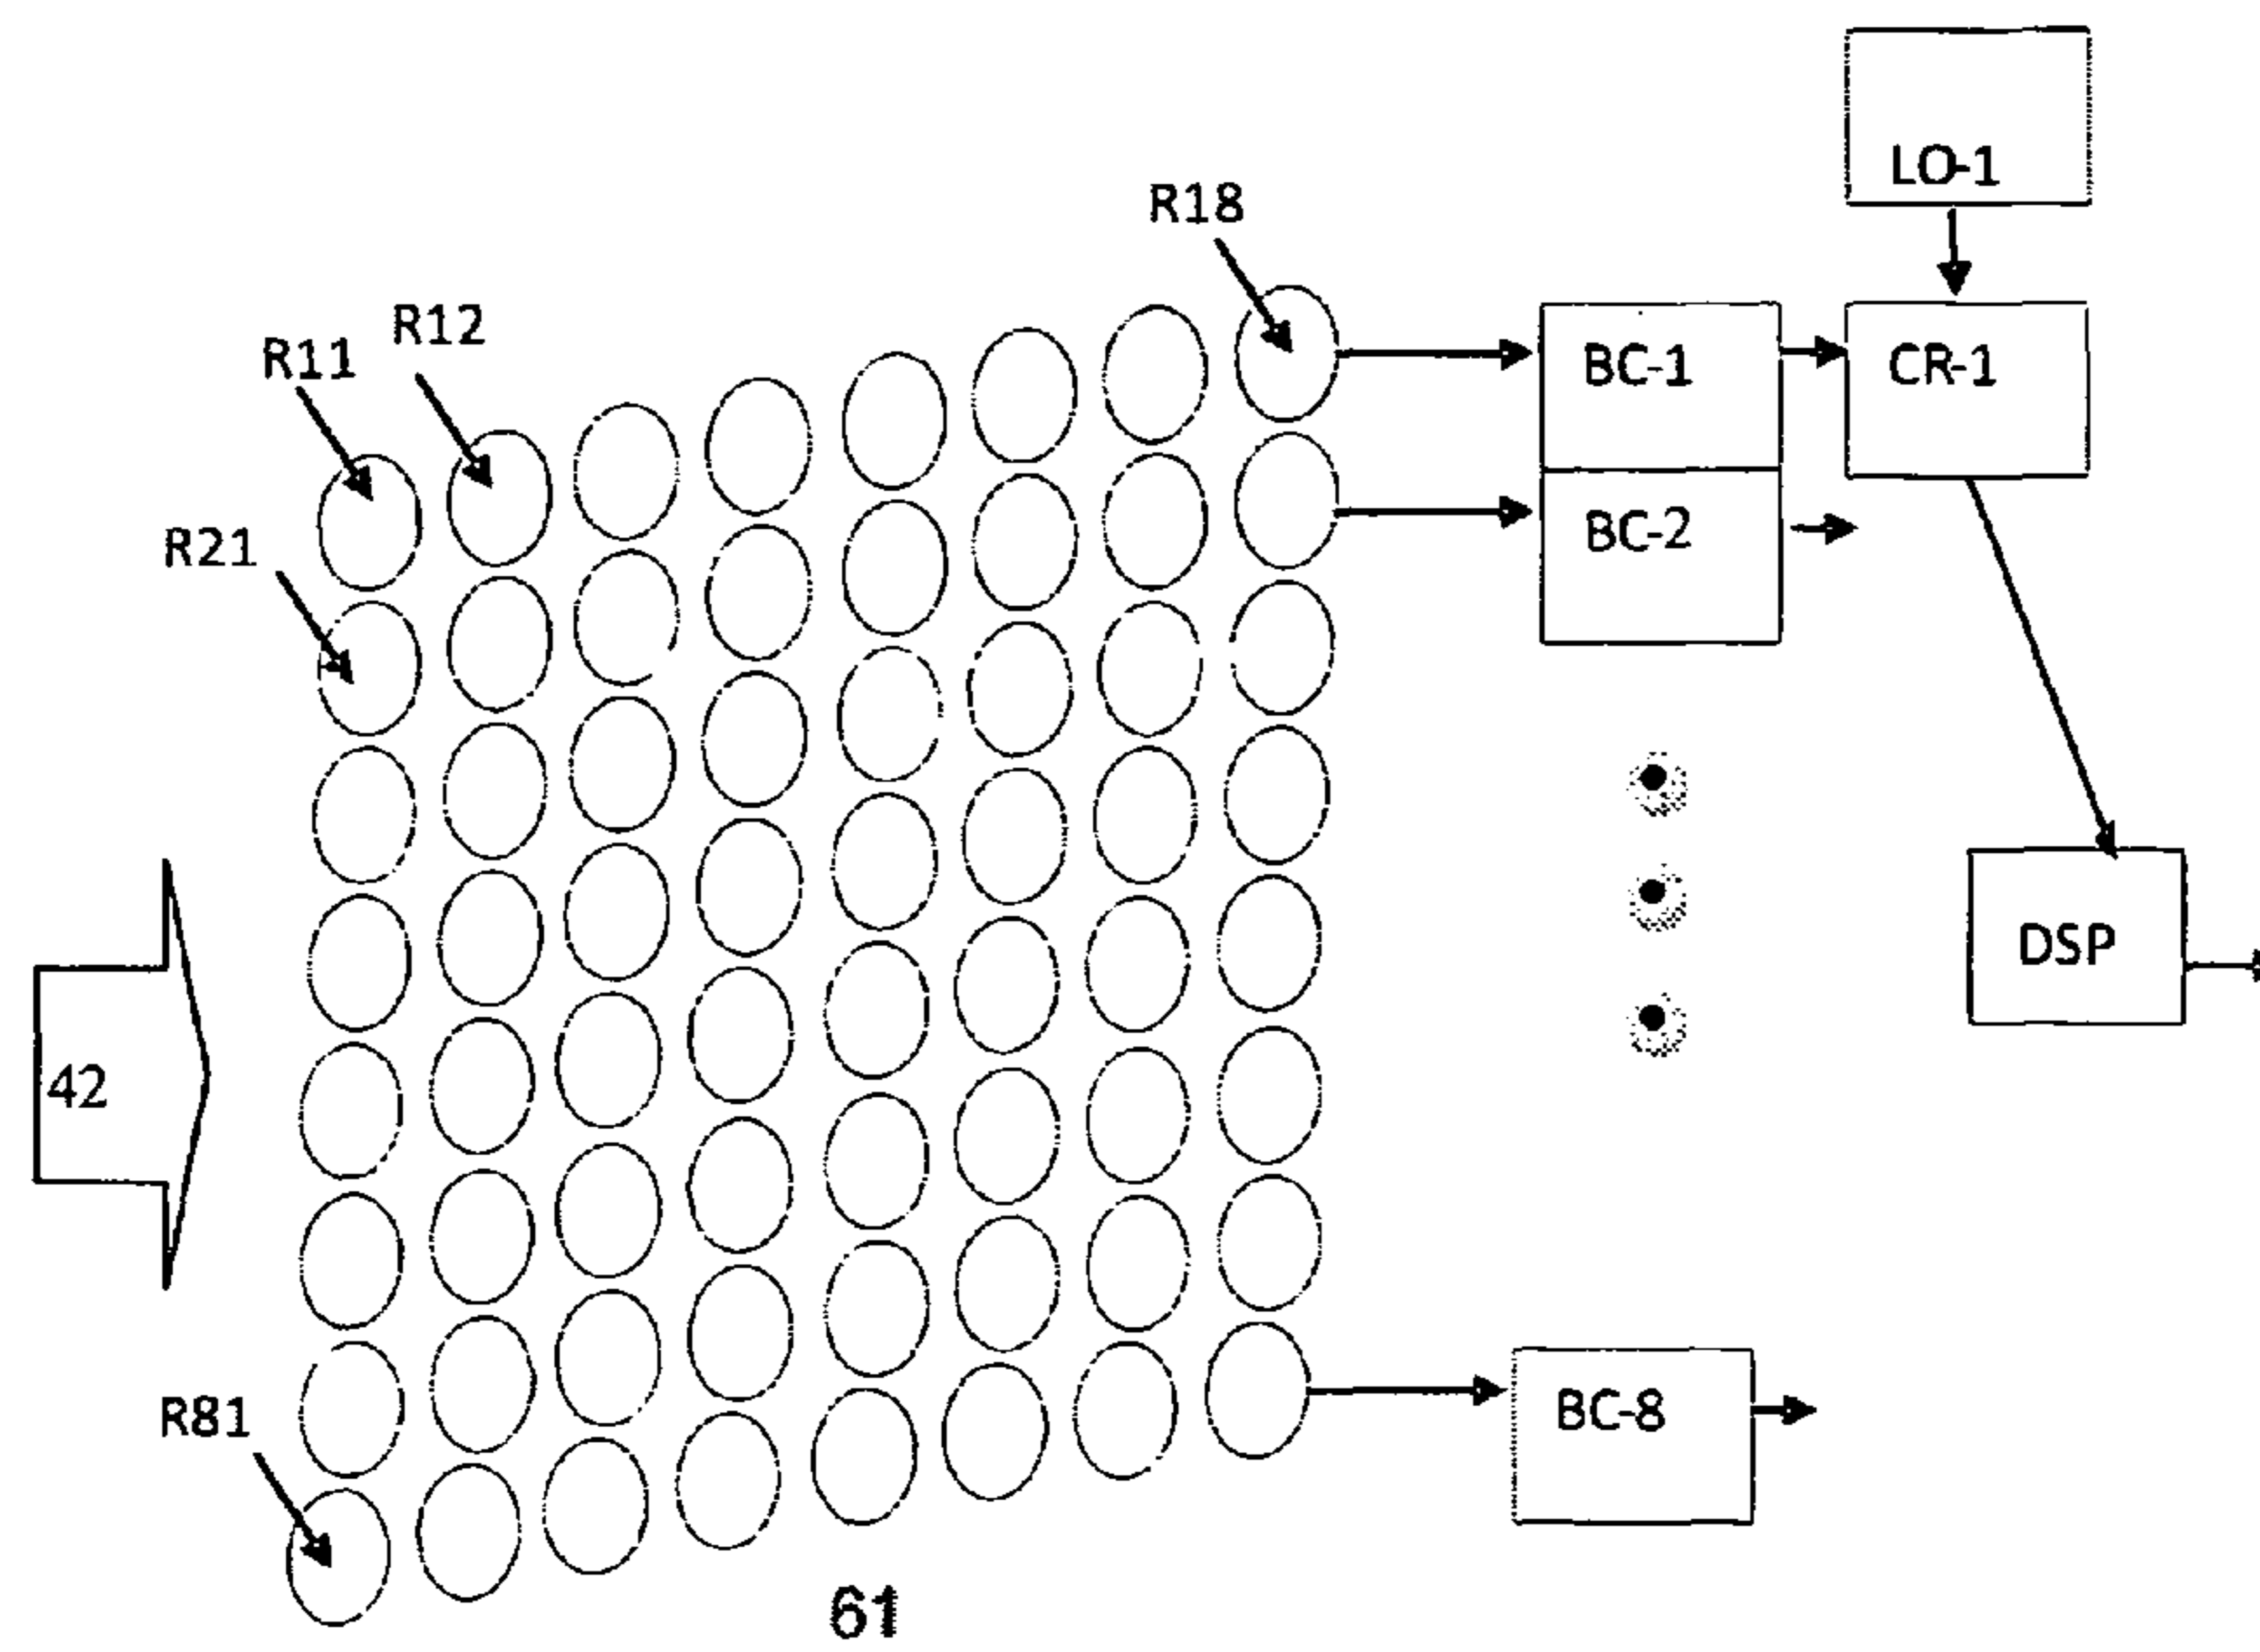 LO-1
R18
R12
R11
BC-1
CR-1
R21
BC-2
DSP
42
R81
BC-8
61